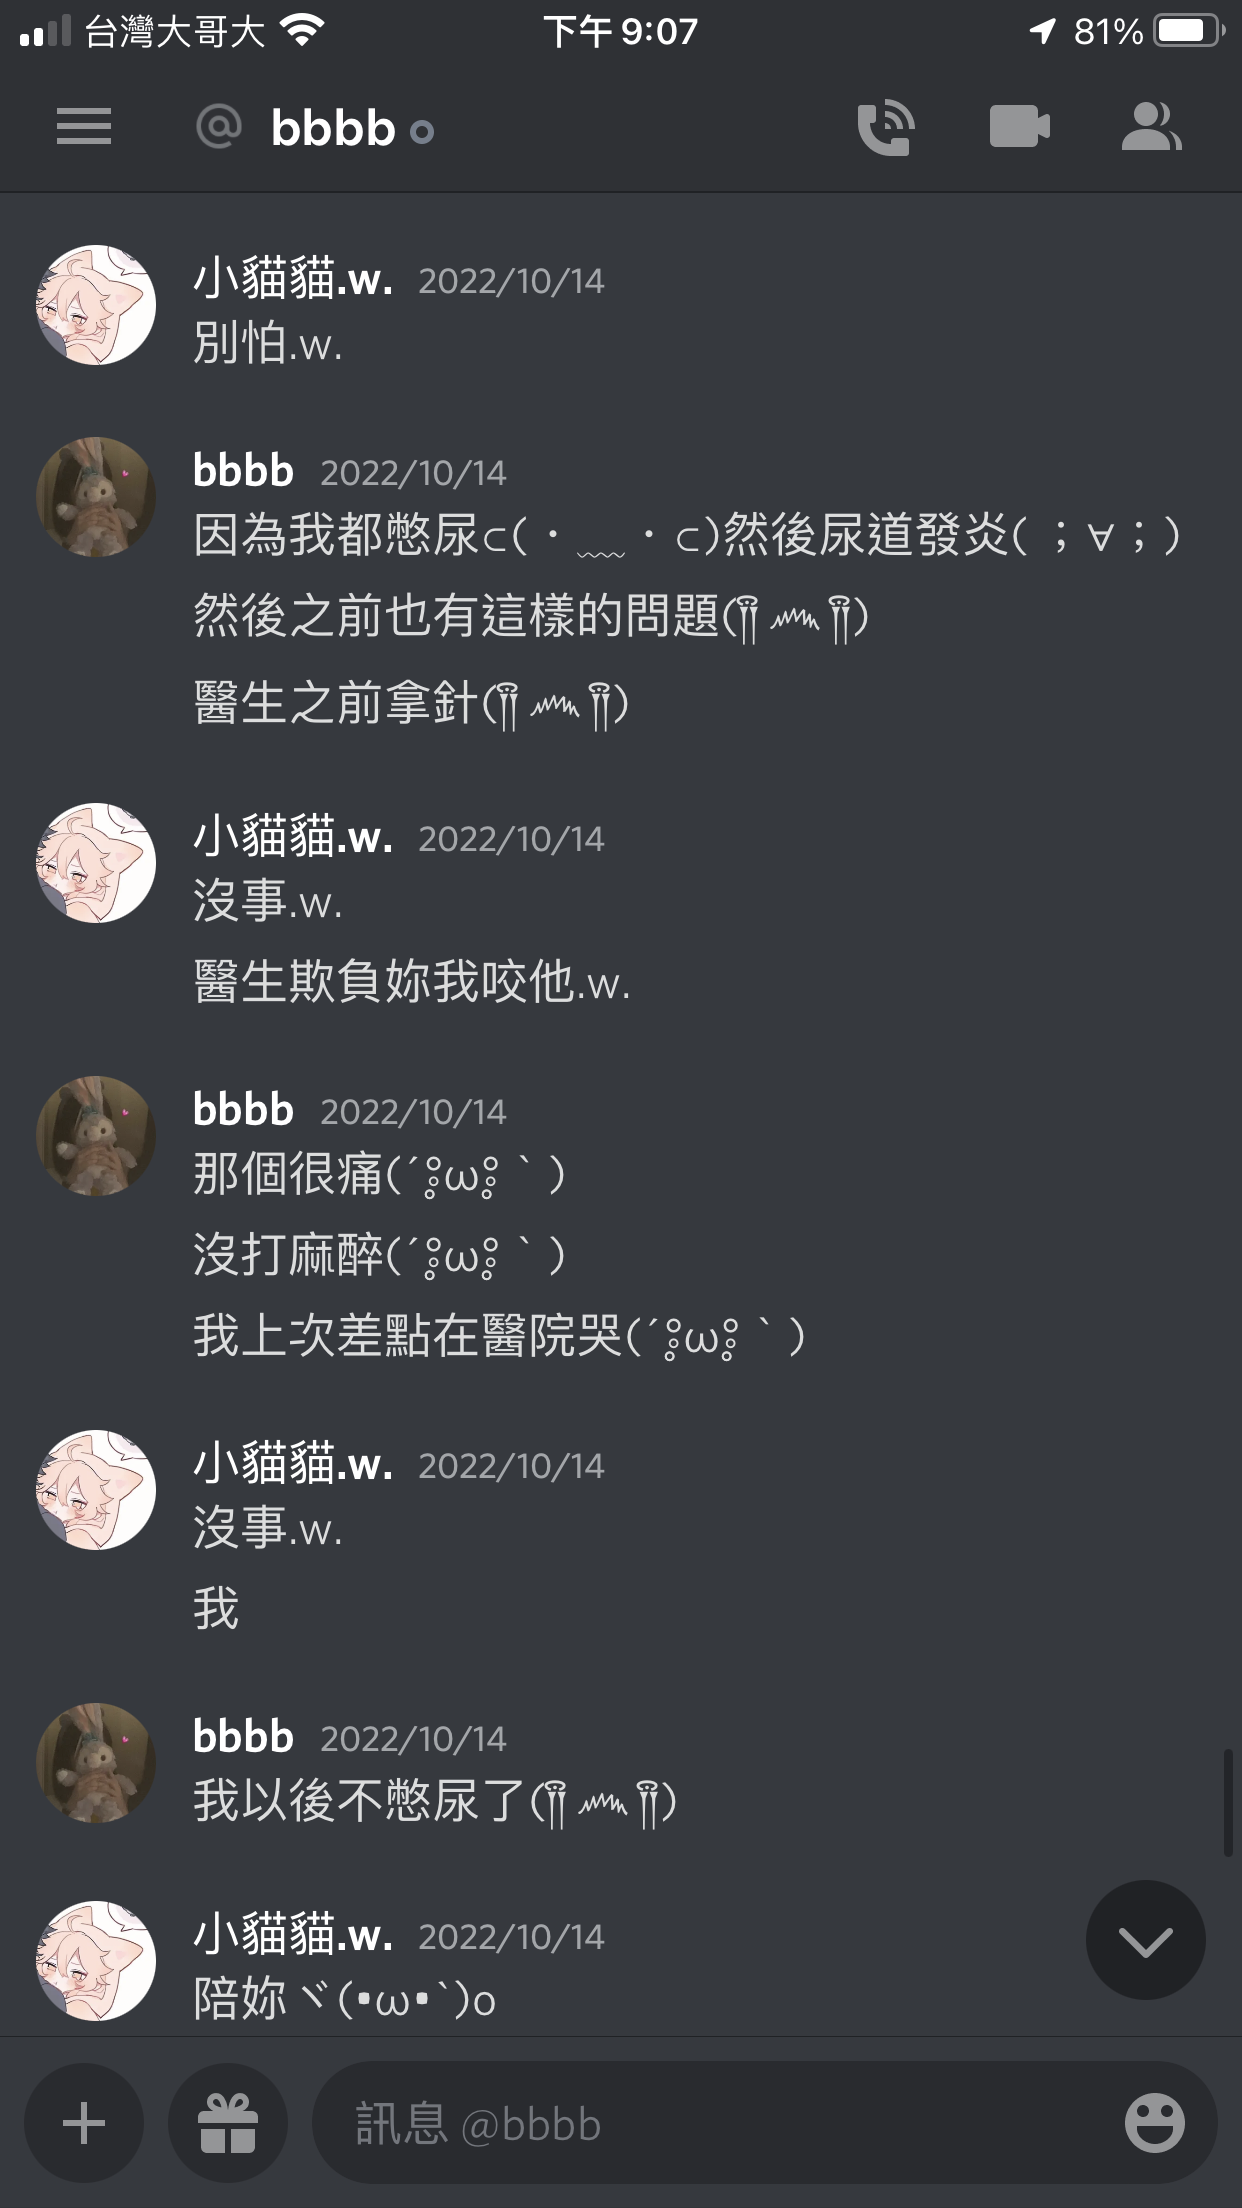 台灣大哥大 下午 9:07 81%
@ bbbb
小貓貓.w. 2022/10/14
別怕.w.
bbbb 2022/10/14
因為我都憋尿⊂(・﹏・⊂)然後尿道發炎( ；∀；)
然後之前也有這樣的問題(༎ຶ෴༎ຶ)
醫生之前拿針(༎ຶ෴༎ຶ)
小貓貓.w. 2022/10/14
沒事.w.
醫生欺負妳我咬他.w.
bbbb 2022/10/14
那個很痛(´༎ຶω༎ຶ`)
沒打麻醉(´༎ຶω༎ຶ`)
我上次差點在醫院哭(´༎ຶω༎ຶ`)
小貓貓.w. 2022/10/14
沒事.w.
我
bbbb 2022/10/14
我以後不憋尿了(༎ຶ෴༎ຶ)
小貓貓.w. 2022/10/14
陪妳ヾ(•ω•`)o
訊息 @bbbb